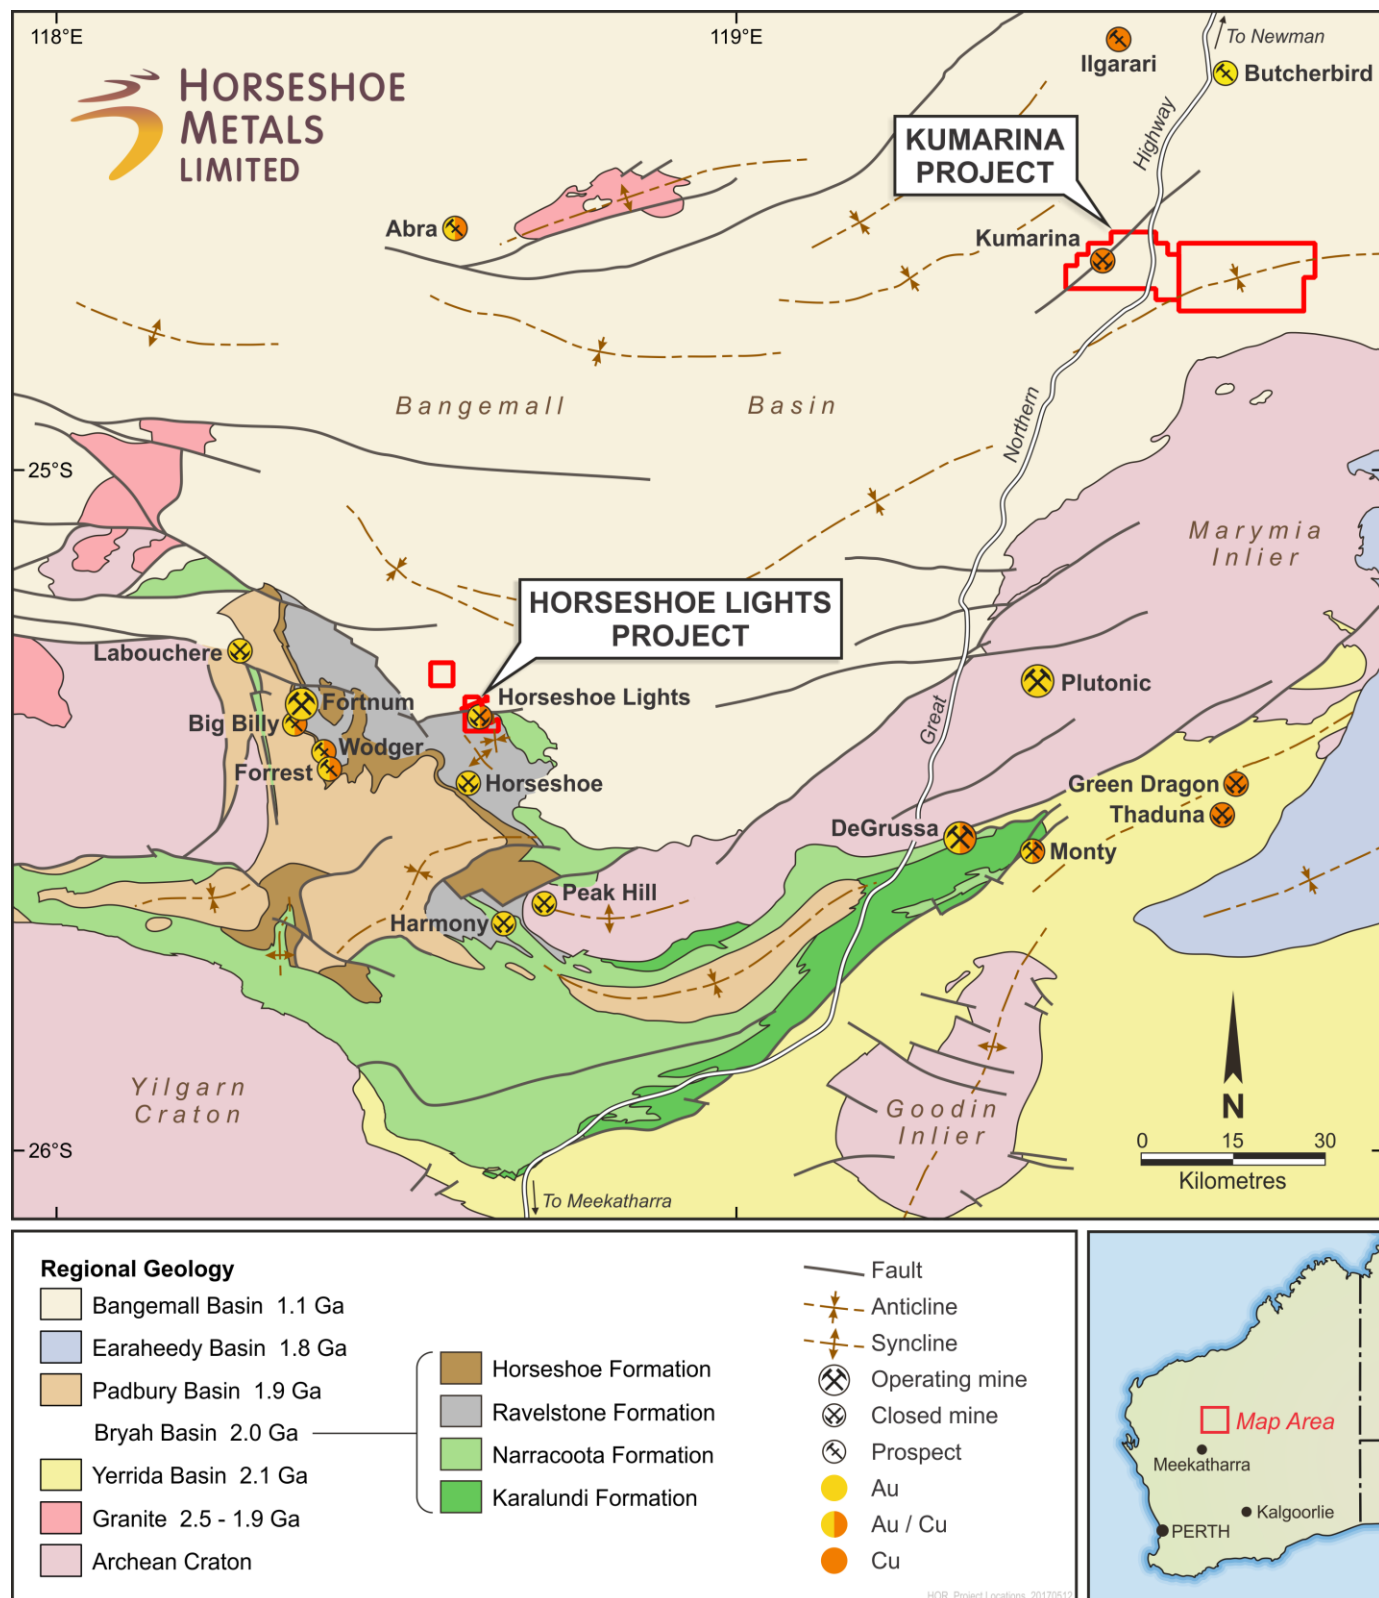 118°E
119°E
To Newman
HORSESHOE
METALS
LIMITED
Ilgarari
Butcherbird
KUMARINA
PROJECT
Highway
Abra
Kumarina
Bangemall Basin
Northern
25°S
Marymia
Inlier
HORSESHOE LIGHTS
PROJECT
Labouchere
Horseshoe Lights
Plutonic
Fortnum
Big Billy
Wodger
Forrest
Horseshoe
Great
Green Dragon
Thaduna
DeGrussa
Monty
Peak Hill
Harmony
Yilgarn
Craton
Goodin
Inlier
N
0 15 30
Kilometres
26°S
To Meekatharra
Regional Geology
Bangemall Basin 1.1 Ga
Earaheedy Basin 1.8 Ga
Padbury Basin 1.9 Ga
Bryah Basin 2.0 Ga
Yerrida Basin 2.1 Ga
Granite 2.5 - 1.9 Ga
Archean Craton
Horseshoe Formation
Ravelstone Formation
Narracoota Formation
Karalundi Formation
Fault
Anticline
Syncline
Operating mine
Closed mine
Prospect
Au
Au / Cu
Cu
HOR_Project Locations_20170512
Map Area
Meekatharra
Kalgoorlie
PERTH